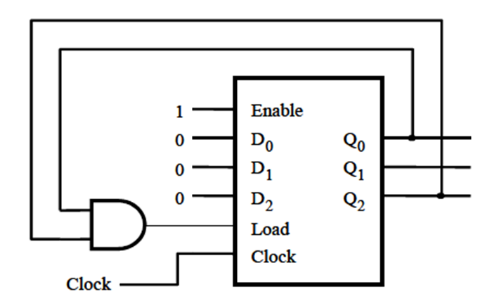 1 Enable
0 D₀ Q₀
0 D₁ Q₁
0 D₂ Q₂
Load
Clock
Clock